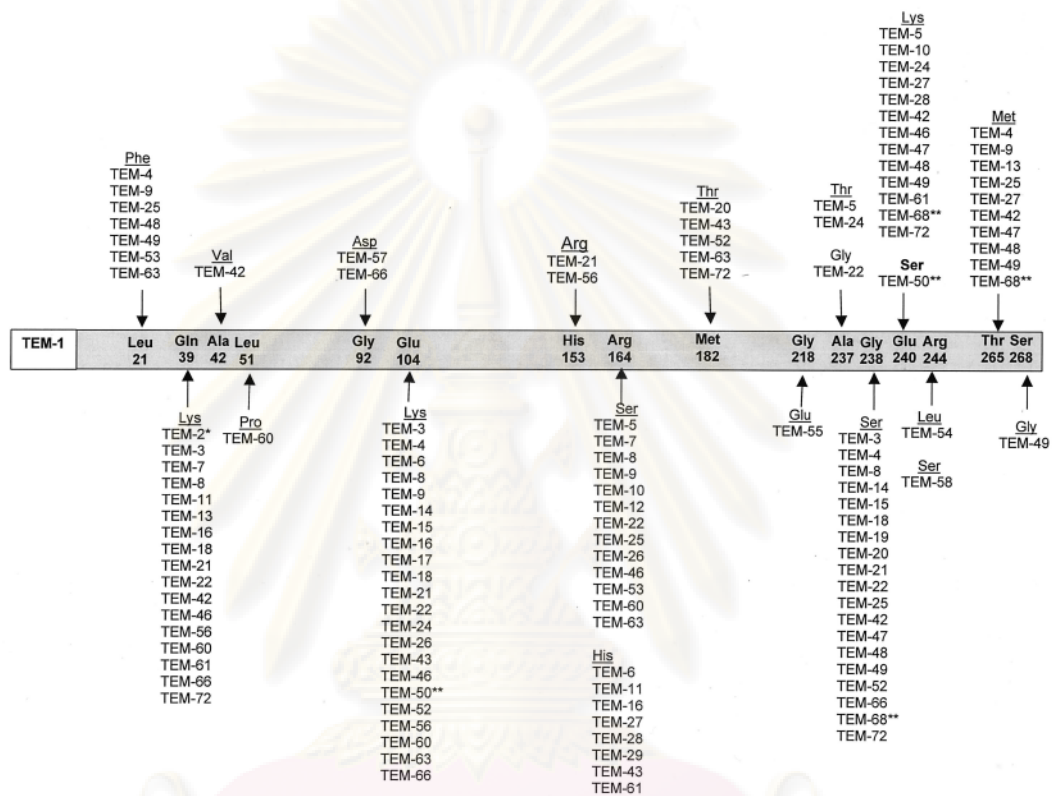 Phe
TEM-4
TEM-9
TEM-25
TEM-48
TEM-49
TEM-53
TEM-63
Val
TEM-42
Asp
TEM-57
TEM-66
Arg
TEM-21
TEM-56
Thr
TEM-20
TEM-43
TEM-52
TEM-63
TEM-72
Thr
TEM-5
TEM-24
Gly
TEM-22
Lys
TEM-5
TEM-10
TEM-24
TEM-27
TEM-28
TEM-42
TEM-46
TEM-47
TEM-48
TEM-49
TEM-61
TEM-68**
TEM-72
Ser
TEM-50**
Met
TEM-4
TEM-9
TEM-13
TEM-25
TEM-27
TEM-42
TEM-47
TEM-48
TEM-49
TEM-68**
TEM-1
Leu Gln Ala Leu Gly Glu His Arg Met Gly Ala Gly Glu Arg Thr Ser
21 39 42 51 92 104 153 164 182 218 237 238 240 244 265 268
Lys
TEM-2*
TEM-3
TEM-7
TEM-8
TEM-11
TEM-13
TEM-16
TEM-18
TEM-21
TEM-22
TEM-42
TEM-46
TEM-56
TEM-60
TEM-61
TEM-66
TEM-72
Pro
TEM-60
Lys
TEM-3
TEM-4
TEM-6
TEM-8
TEM-9
TEM-14
TEM-15
TEM-16
TEM-17
TEM-18
TEM-21
TEM-22
TEM-24
TEM-26
TEM-43
TEM-46
TEM-50**
TEM-52
TEM-56
TEM-60
TEM-63
TEM-66
Ser
TEM-5
TEM-7
TEM-8
TEM-9
TEM-10
TEM-12
TEM-22
TEM-25
TEM-26
TEM-46
TEM-53
TEM-60
TEM-63
His
TEM-6
TEM-11
TEM-16
TEM-27
TEM-28
TEM-29
TEM-43
TEM-61
Glu
TEM-55
Ser
TEM-3
TEM-4
TEM-8
TEM-14
TEM-15
TEM-18
TEM-19
TEM-20
TEM-21
TEM-22
TEM-25
TEM-42
TEM-47
TEM-48
TEM-49
TEM-52
TEM-66
TEM-68**
TEM-72
Leu
TEM-54
Ser
TEM-58
Gly
TEM-49